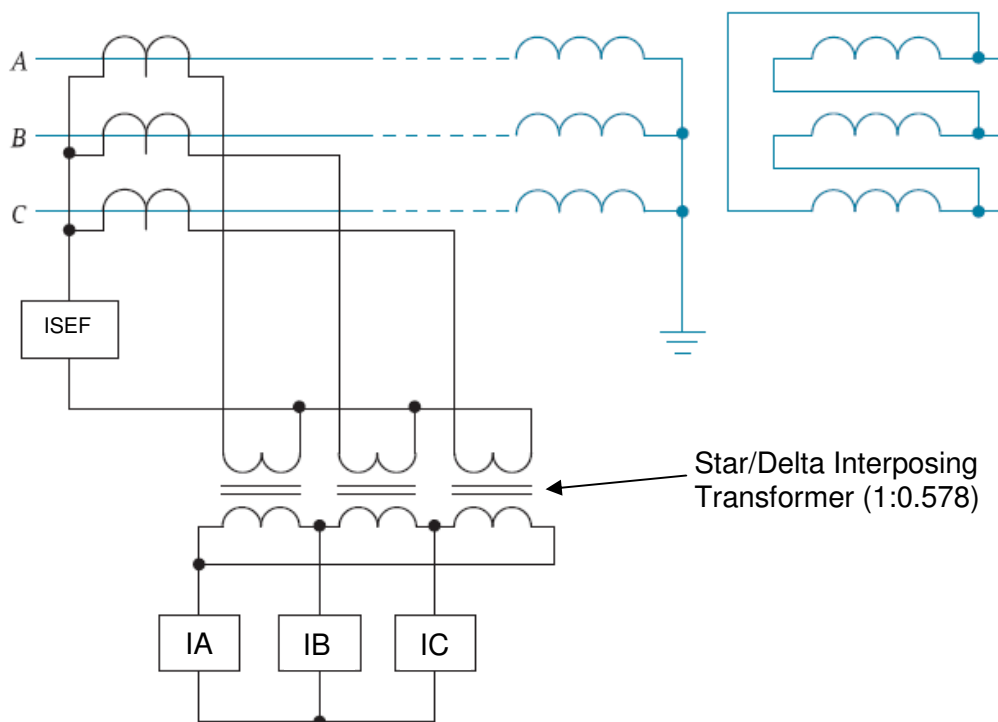 A
B
C
ISEF
Star/Delta Interposing
Transformer (1:0.578)
IA
IB
IC